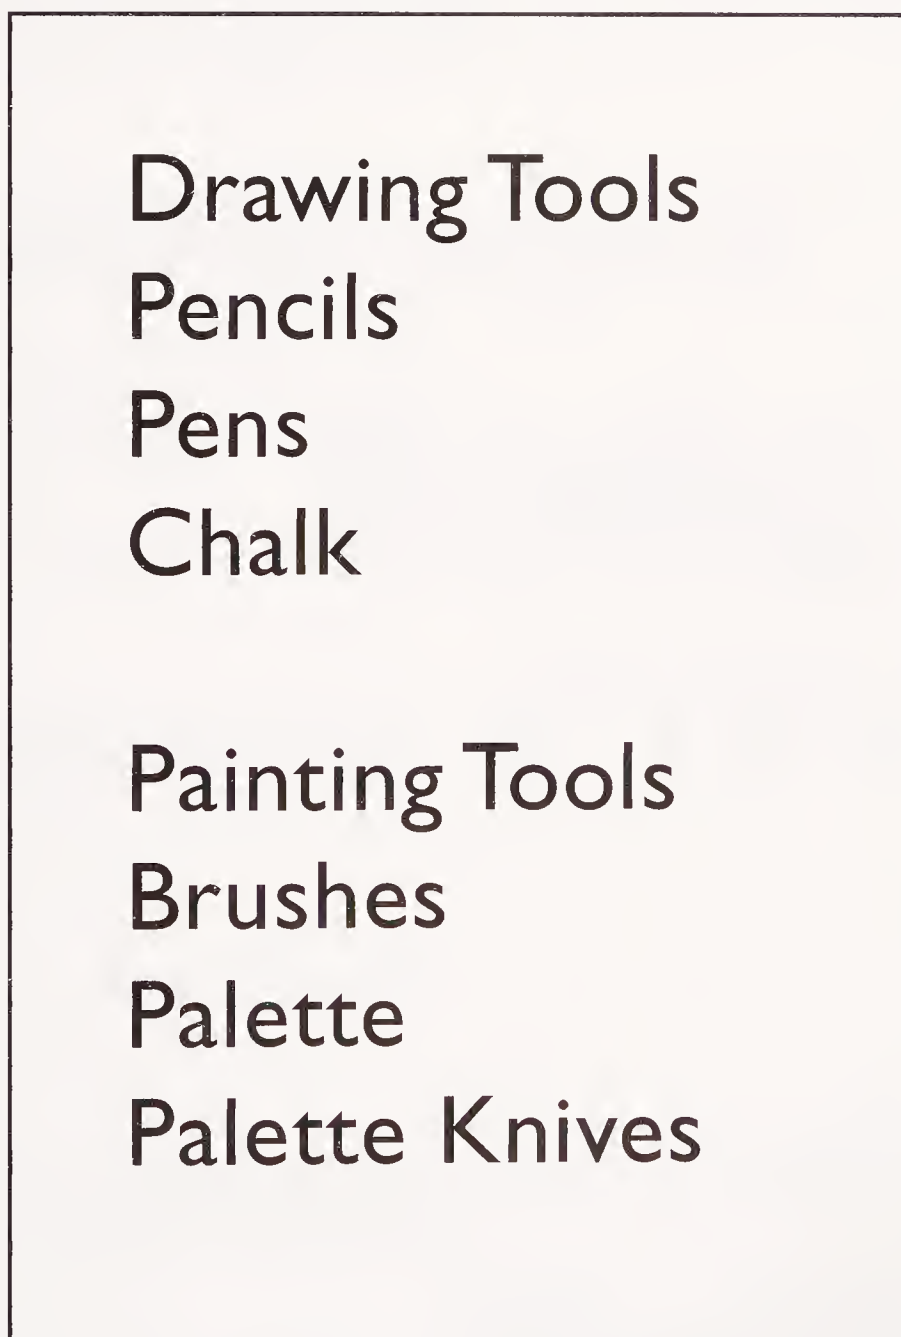 Drawing Tools
Pencils
Pens
Chalk
Painting Tools
Brushes
Palette
Palette Knives